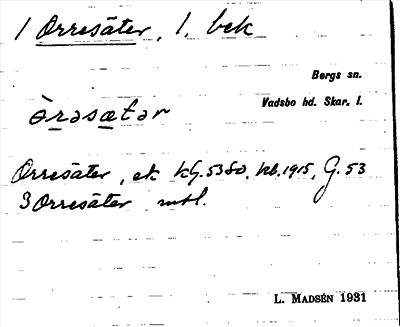 1 Orresäter, 1. bek
Bergs sn.
Vadsbo hd. Skar. l.
òrəsætər
Orresäter, ek kg. 5380, hb. 1915, G. 53
3 Orresäter mtl.
L. MADSÉN 1931